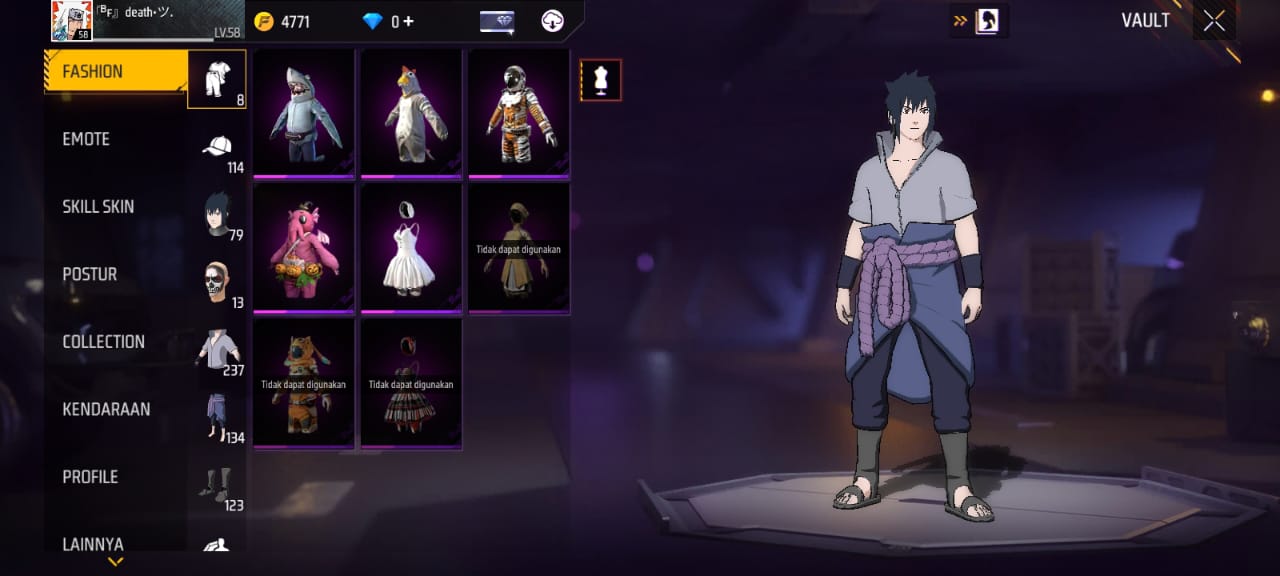 『ᴮF』 death•ツ.
58
LV.58
4771
0 +
VAULT
FASHION
8
EMOTE
114
SKILL SKIN
79
POSTUR
13
COLLECTION
237
KENDARAAN
134
PROFILE
123
LAINNYA
Tidak dapat digunakan
Tidak dapat digunakan
Tidak dapat digunakan